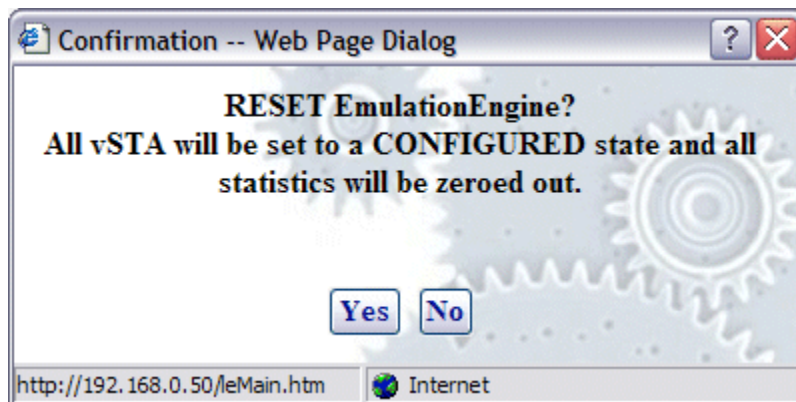 Confirmation -- Web Page Dialog
RESET EmulationEngine?
All vSTA will be set to a CONFIGURED state and all
statistics will be zeroed out.
Yes No
http://192.168.0.50/leMain.htm Internet